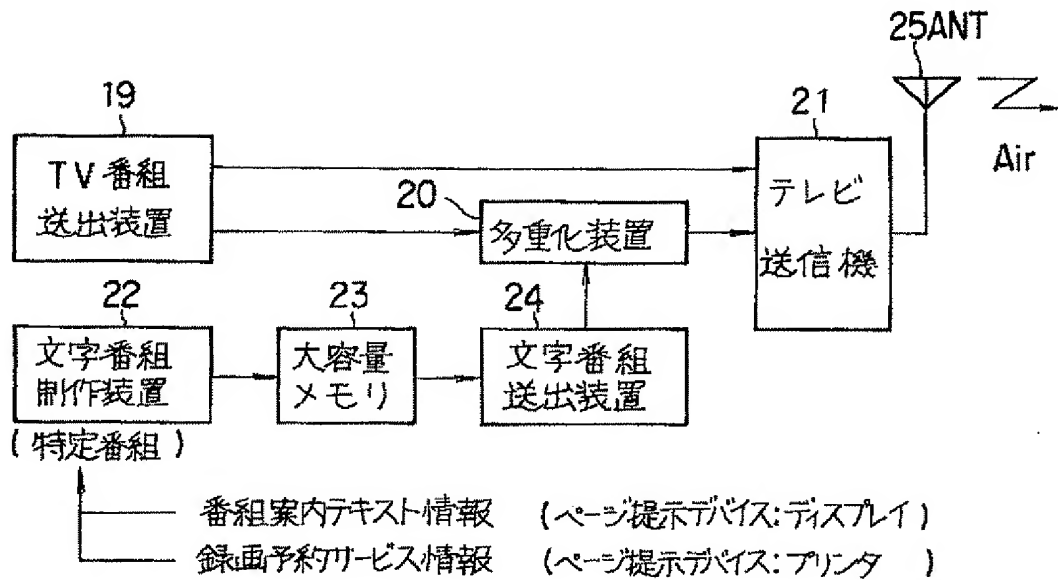 25ANT
19
21
TV番組
送出装置
Air
20
テレビ
送信機
多重化装置
22
23
24
文字番組
制作装置
大容量
メモリ
文字番組
送出装置
(特定番組)
番組案内テキスト情報 (ページ提示デバイス:ディスプレイ)
録画予約サービス情報 (ページ提示デバイス:プリンタ)